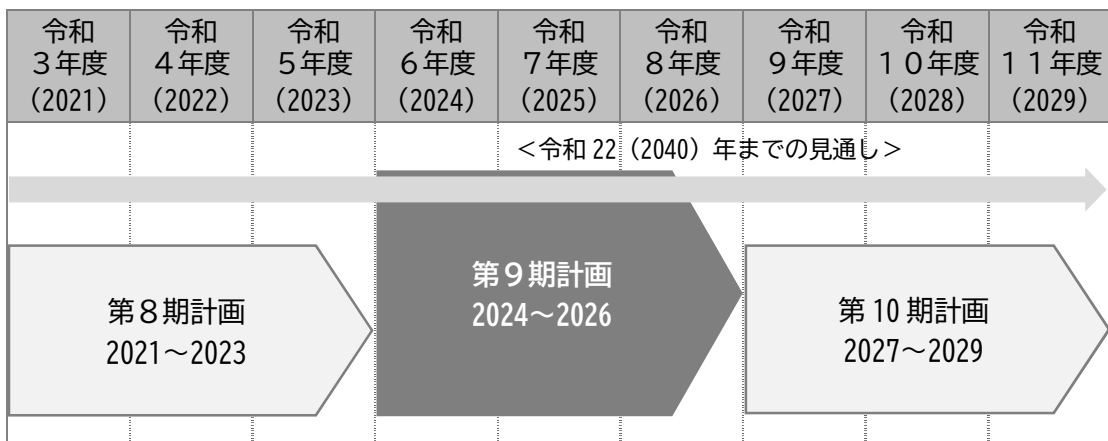 令和
３年度
（2021）
令和
４年度
（2022）
令和
５年度
（2023）
令和
６年度
（2024）
令和
７年度
（2025）
令和
８年度
（2026）
令和
９年度
（2027）
令和
１０年度
（2028）
令和
１１年度
（2029）
＜令和 22（2040）年までの見通し＞
第８期計画
2021～2023
第９期計画
2024～2026
第 10 期計画
2027～2029